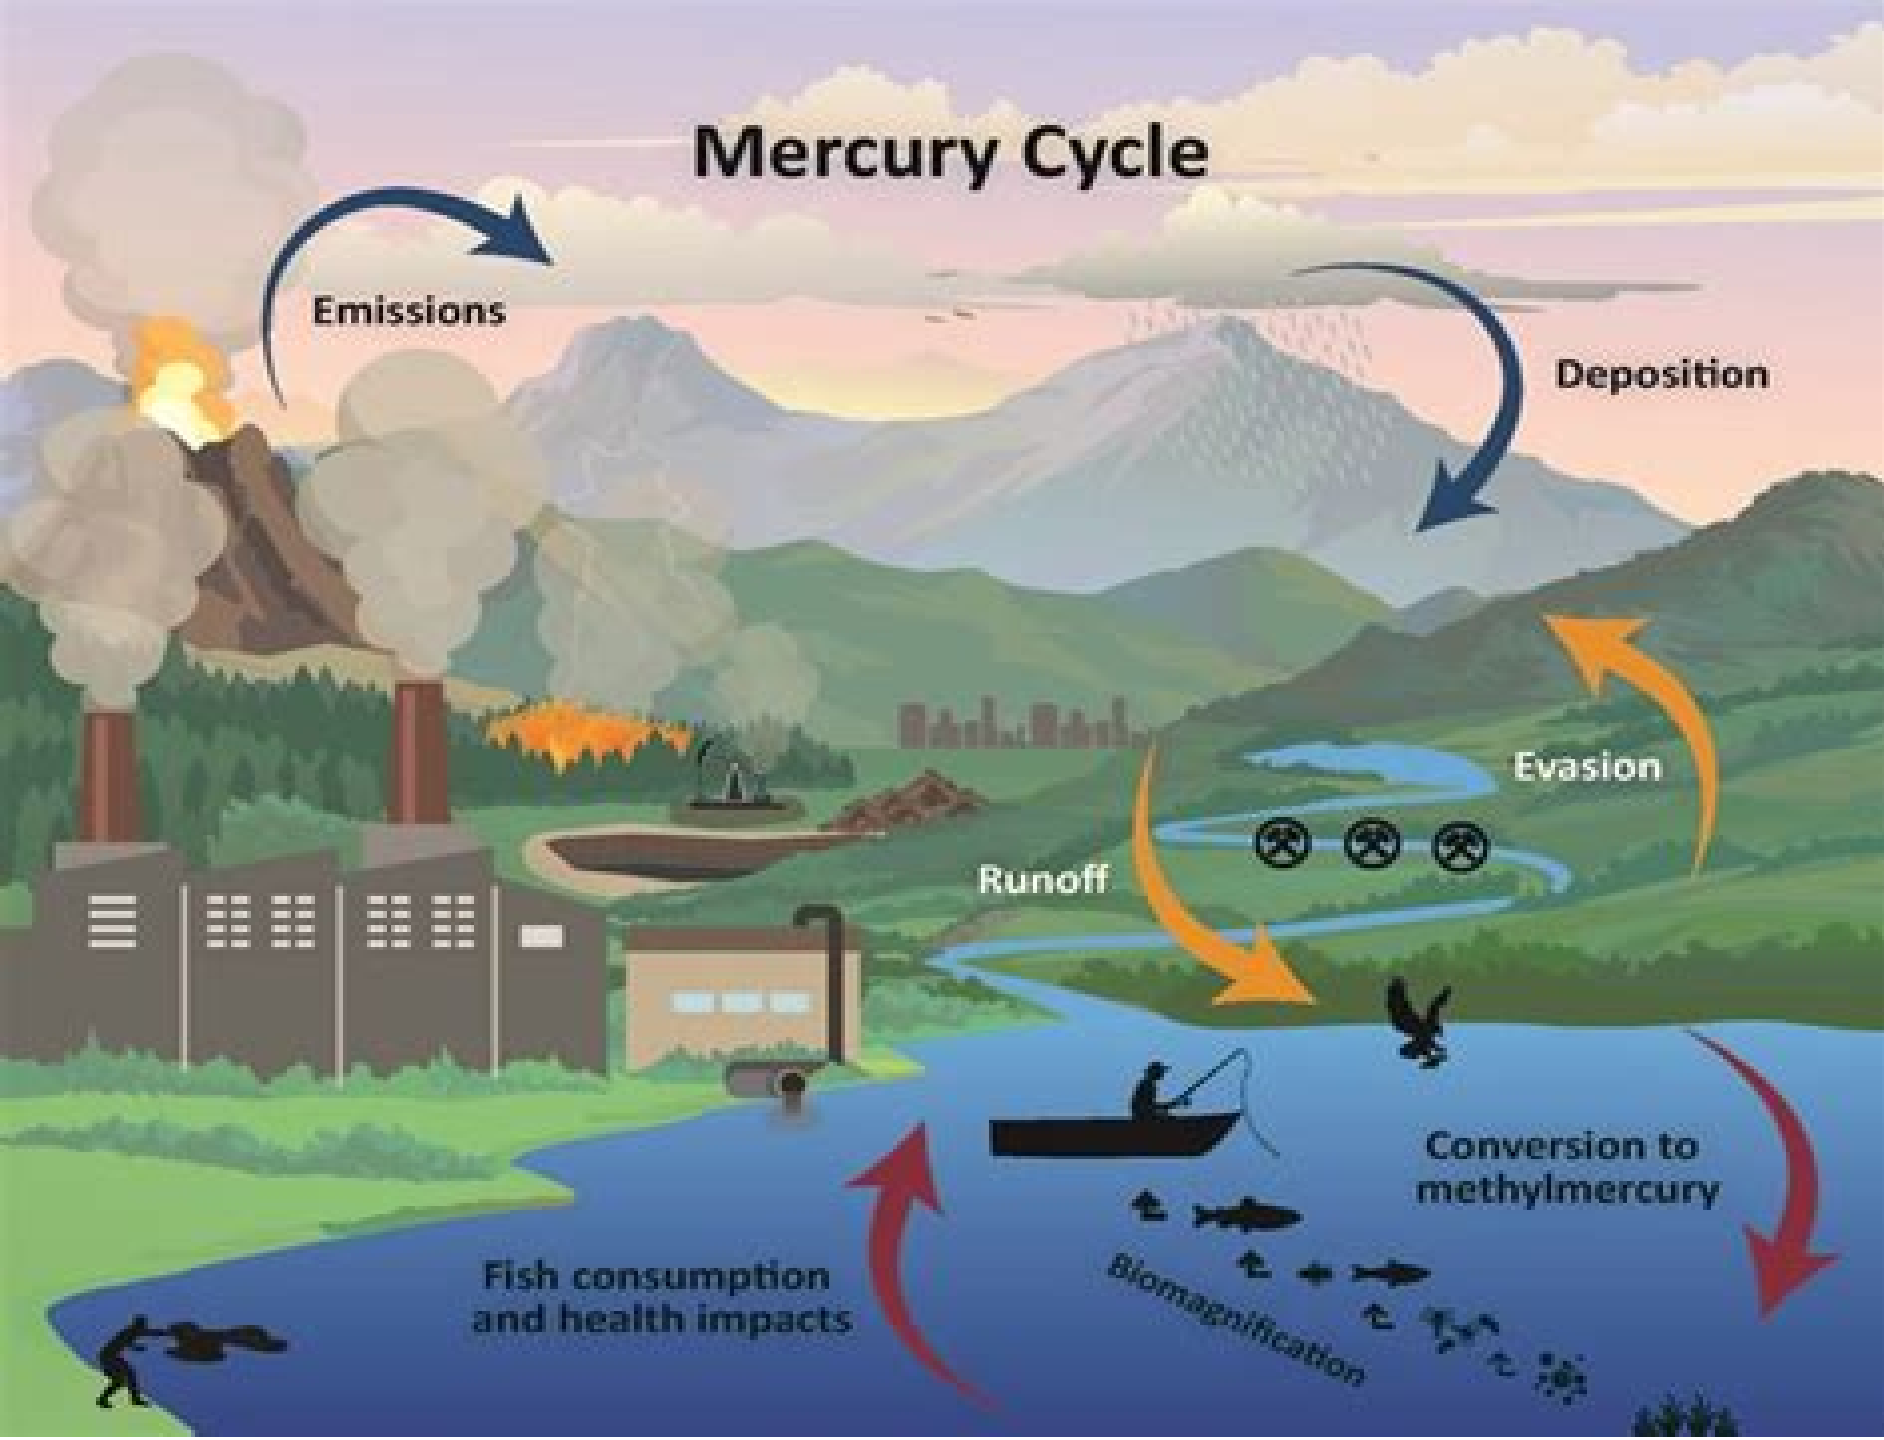 Mercury Cycle
Emissions
Deposition
Evasion
Runoff
Conversion to
methylmercury
Fish consumption
and health impacts
Biomagnification